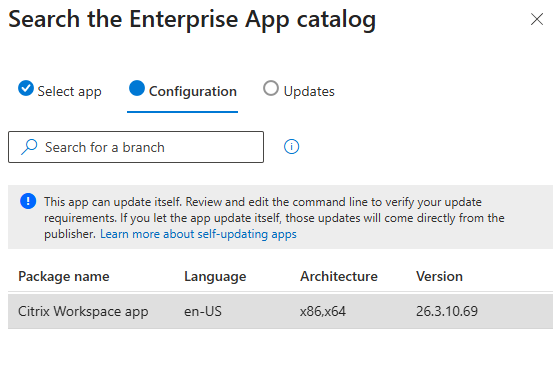 Search the Enterprise App catalog
Select app
Configuration
Updates
Search for a branch
This app can update itself. Review and edit the command line to verify your update
requirements. If you let the app update itself, those updates will come directly from the
publisher. Learn more about self-updating apps
Package name Language Architecture Version
Citrix Workspace app en-US x86,x64 26.3.10.69